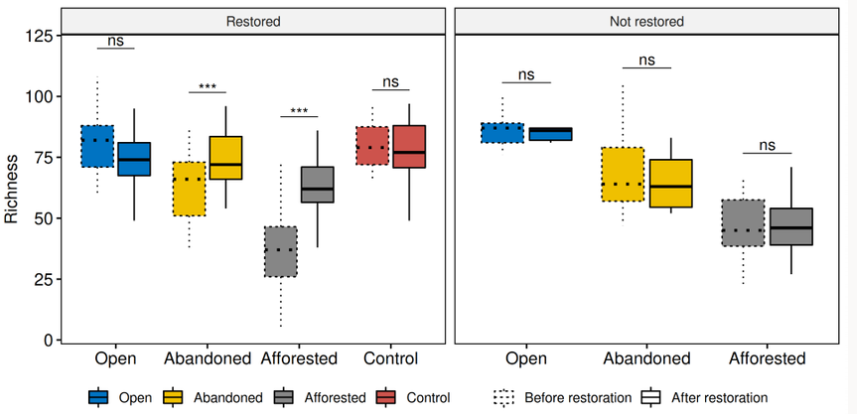 Restored
Not restored
Richness
125
100
75
50
25
0
ns
***
***
ns
ns
ns
ns
Open Abandoned Afforested Control
Open Abandoned Afforested
Open Abandoned Afforested Control Before restoration After restoration